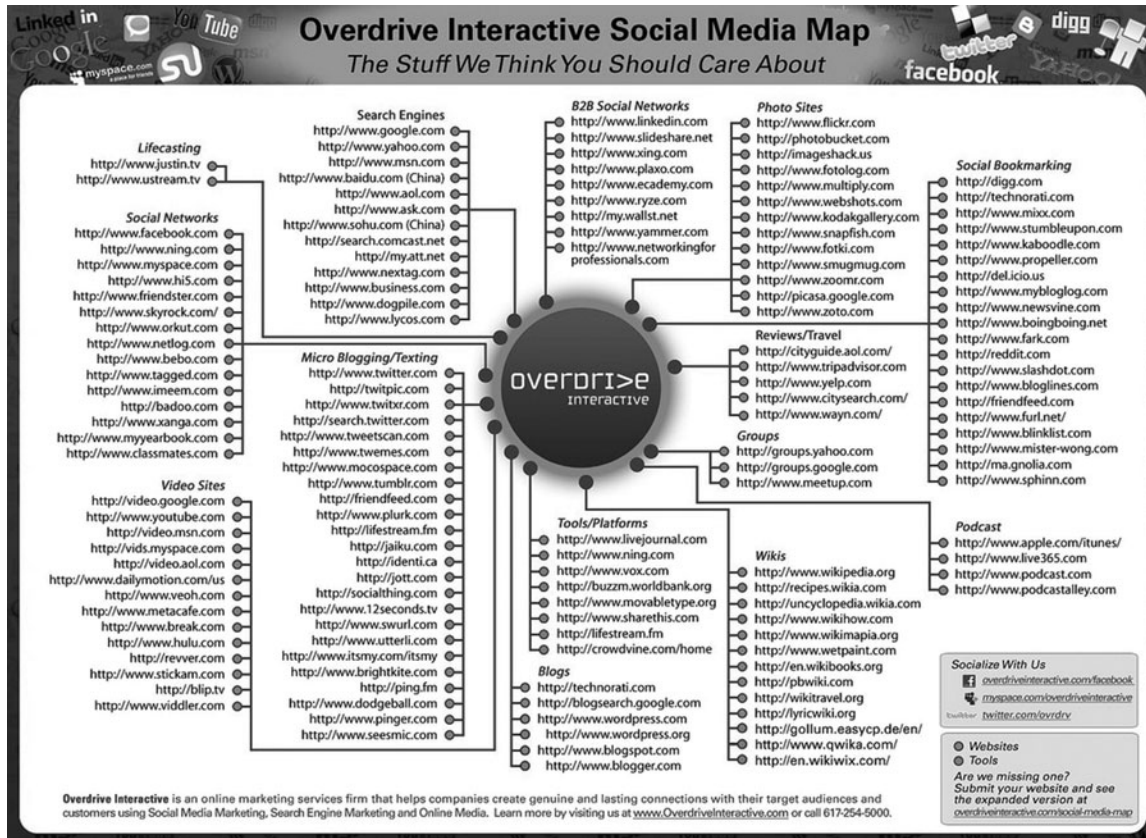 Linked in
Google
You Tube
myspace.com
a place for friends
Overdrive Interactive Social Media Map
The Stuff We Think You Should Care About
twitter
digg
facebook
YAHOO!
Lifecasting
http://www.justin.tv
http://www.ustream.tv
Social Networks
http://www.facebook.com
http://www.ning.com
http://www.myspace.com
http://www.hi5.com
http://www.friendster.com
http://www.skyrock.com/
http://www.orkut.com
http://www.netlog.com
http://www.bebo.com
http://www.tagged.com
http://www.imeem.com
http://badoo.com
http://www.xanga.com
http://www.myyearbook.com
http://www.classmates.com
Video Sites
http://video.google.com
http://www.youtube.com
http://video.msn.com
http://vids.myspace.com
http://video.aol.com
http://www.dailymotion.com/us
http://www.veoh.com
http://www.metacafe.com
http://www.break.com
http://www.hulu.com
http://revver.com
http://www.stickam.com
http://blip.tv
http://www.viddler.com
Search Engines
http://www.google.com
http://www.yahoo.com
http://www.msn.com
http://www.baidu.com (China)
http://www.aol.com
http://www.ask.com
http://www.sohu.com (China)
http://search.comcast.net
http://my.att.net
http://www.nextag.com
http://www.business.com
http://www.dogpile.com
http://www.lycos.com
Micro Blogging/Texting
http://www.twitter.com
http://twitpic.com
http://www.twitxr.com
http://search.twitter.com
http://www.tweetscan.com
http://www.twemes.com
http://www.mocospace.com
http://www.tumblr.com
http://friendfeed.com
http://www.plurk.com
http://lifestream.fm
http://jaiku.com
http://identi.ca
http://jott.com
http://socialthing.com
http://www.12seconds.tv
http://www.swurl.com
http://www.utterli.com
http://www.itsmy.com/itsmy
http://www.brightkite.com
http://ping.fm
http://www.dodgeball.com
http://www.pinger.com
http://www.seesmic.com
B2B Social Networks
http://www.linkedin.com
http://www.slideshare.net
http://www.xing.com
http://www.plaxo.com
http://www.ecademy.com
http://www.ryze.com
http://my.wallst.net
http://www.yammer.com
http://www.networkingfor
professionals.com
overdri>e
INTERACTIVE
Tools/Platforms
http://www.livejournal.com
http://www.ning.com
http://www.vox.com
http://buzzm.worldbank.org
http://www.movabletype.org
http://www.sharethis.com
http://lifestream.fm
http://crowdvine.com/home
Blogs
http://technorati.com
http://blogsearch.google.com
http://www.wordpress.com
http://www.wordpress.org
http://www.blogspot.com
http://www.blogger.com
Photo Sites
http://www.flickr.com
http://photobucket.com
http://imageshack.us
http://www.fotolog.com
http://www.multiply.com
http://www.webshots.com
http://www.kodakgallery.com
http://www.snapfish.com
http://www.fotki.com
http://www.smugmug.com
http://www.zoomr.com
http://picasa.google.com
http://www.zoto.com
Reviews/Travel
http://cityguide.aol.com/
http://www.tripadvisor.com
http://www.yelp.com
http://www.citysearch.com/
http://www.wayn.com/
Groups
http://groups.yahoo.com
http://groups.google.com
http://www.meetup.com
Wikis
http://www.wikipedia.org
http://recipes.wikia.com
http://uncyclopedia.wikia.com
http://www.wikihow.com
http://www.wikimapia.org
http://www.wetpaint.com
http://en.wikibooks.org
http://pbwiki.com
http://wikitravel.org
http://lyricwiki.org
http://gollum.easycp.de/en/
http://www.qwika.com/
http://en.wikiwix.com/
Social Bookmarking
http://digg.com
http://technorati.com
http://www.mixx.com
http://www.stumbleupon.com
http://www.kaboodle.com
http://www.propeller.com
http://del.icio.us
http://www.mybloglog.com
http://www.newsvine.com
http://www.boingboing.net
http://www.fark.com
http://reddit.com
http://www.slashdot.com
http://www.bloglines.com
http://friendfeed.com
http://www.furl.net/
http://www.blinklist.com
http://www.mister-wong.com
http://ma.gnolia.com
http://www.sphinn.com
Podcast
http://www.apple.com/itunes/
http://www.live365.com
http://www.podcast.com
http://www.podcastalley.com
Socialize With Us
overdriveinteractive.com/facebook
myspace.com/overdriveinteractive
twitter twitter.com/ovrdrv
Websites
Tools
Are we missing one?
Submit your website and see
the expanded version at
overdriveinteractive.com/social-media-map
Overdrive Interactive is an online marketing services firm that helps companies create genuine and lasting connections with their target audiences and
customers using Social Media Marketing, Search Engine Marketing and Online Media. Learn more by visiting us at www.OverdriveInteractive.com or call 617-254-5000.